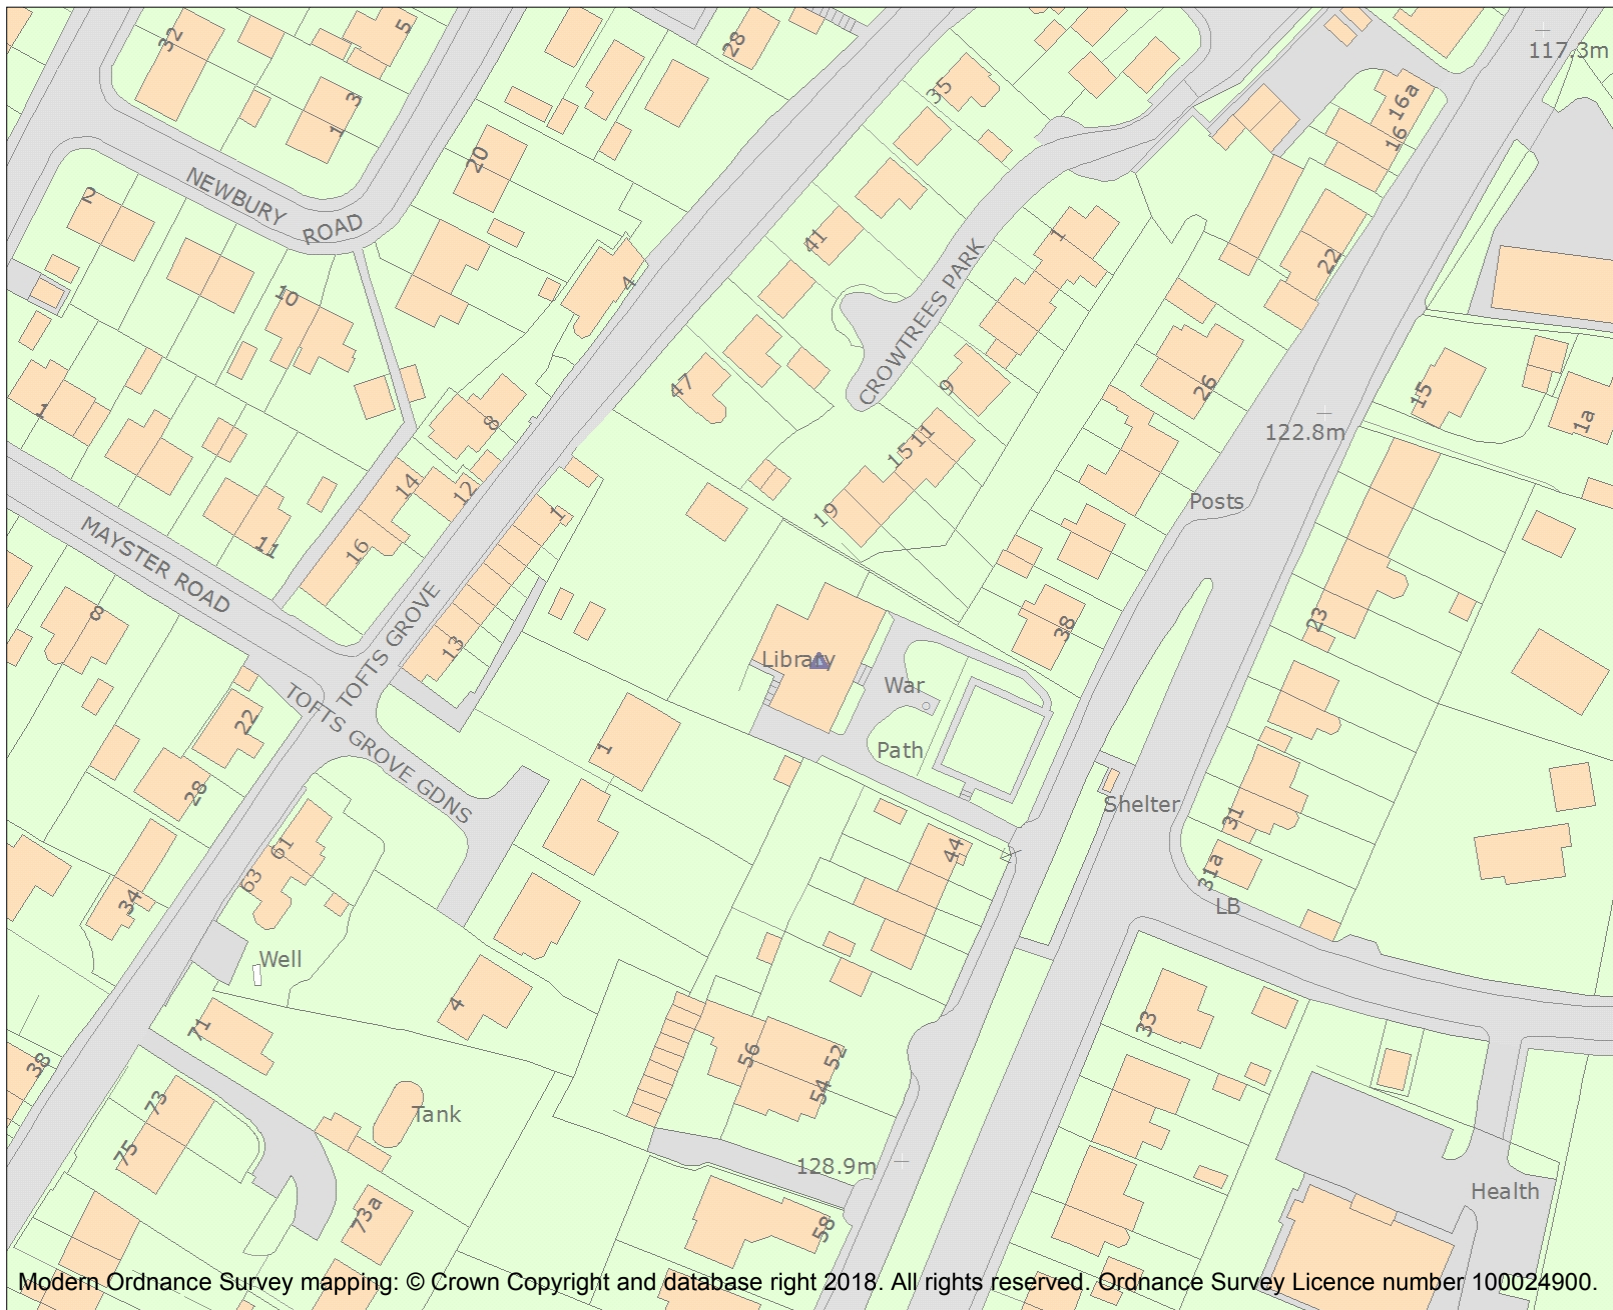 117.3m
32
5
28
3
1
35
16a
16
20
2
NEWBURY
ROAD
41
1
22
4
10
CROWTREES PARK
47
9
26
15
1a
1
8
122.8m
15 11
14
12
19
1
Posts
11
16
MAYSTER ROAD
8
TOFTS GROVE
13
38
23
Library
War
TOFTS GROVE GDNS
22
1
Path
28
Shelter
31
61
44
63
31a
34
LB
Well
4
33
71
38
56
52
54
73
Tank
75
128.9m
Health
73a
58
Modern Ordnance Survey mapping: © Crown Copyright and database right 2018. All rights reserved. Ordnance Survey Licence number 100024900.